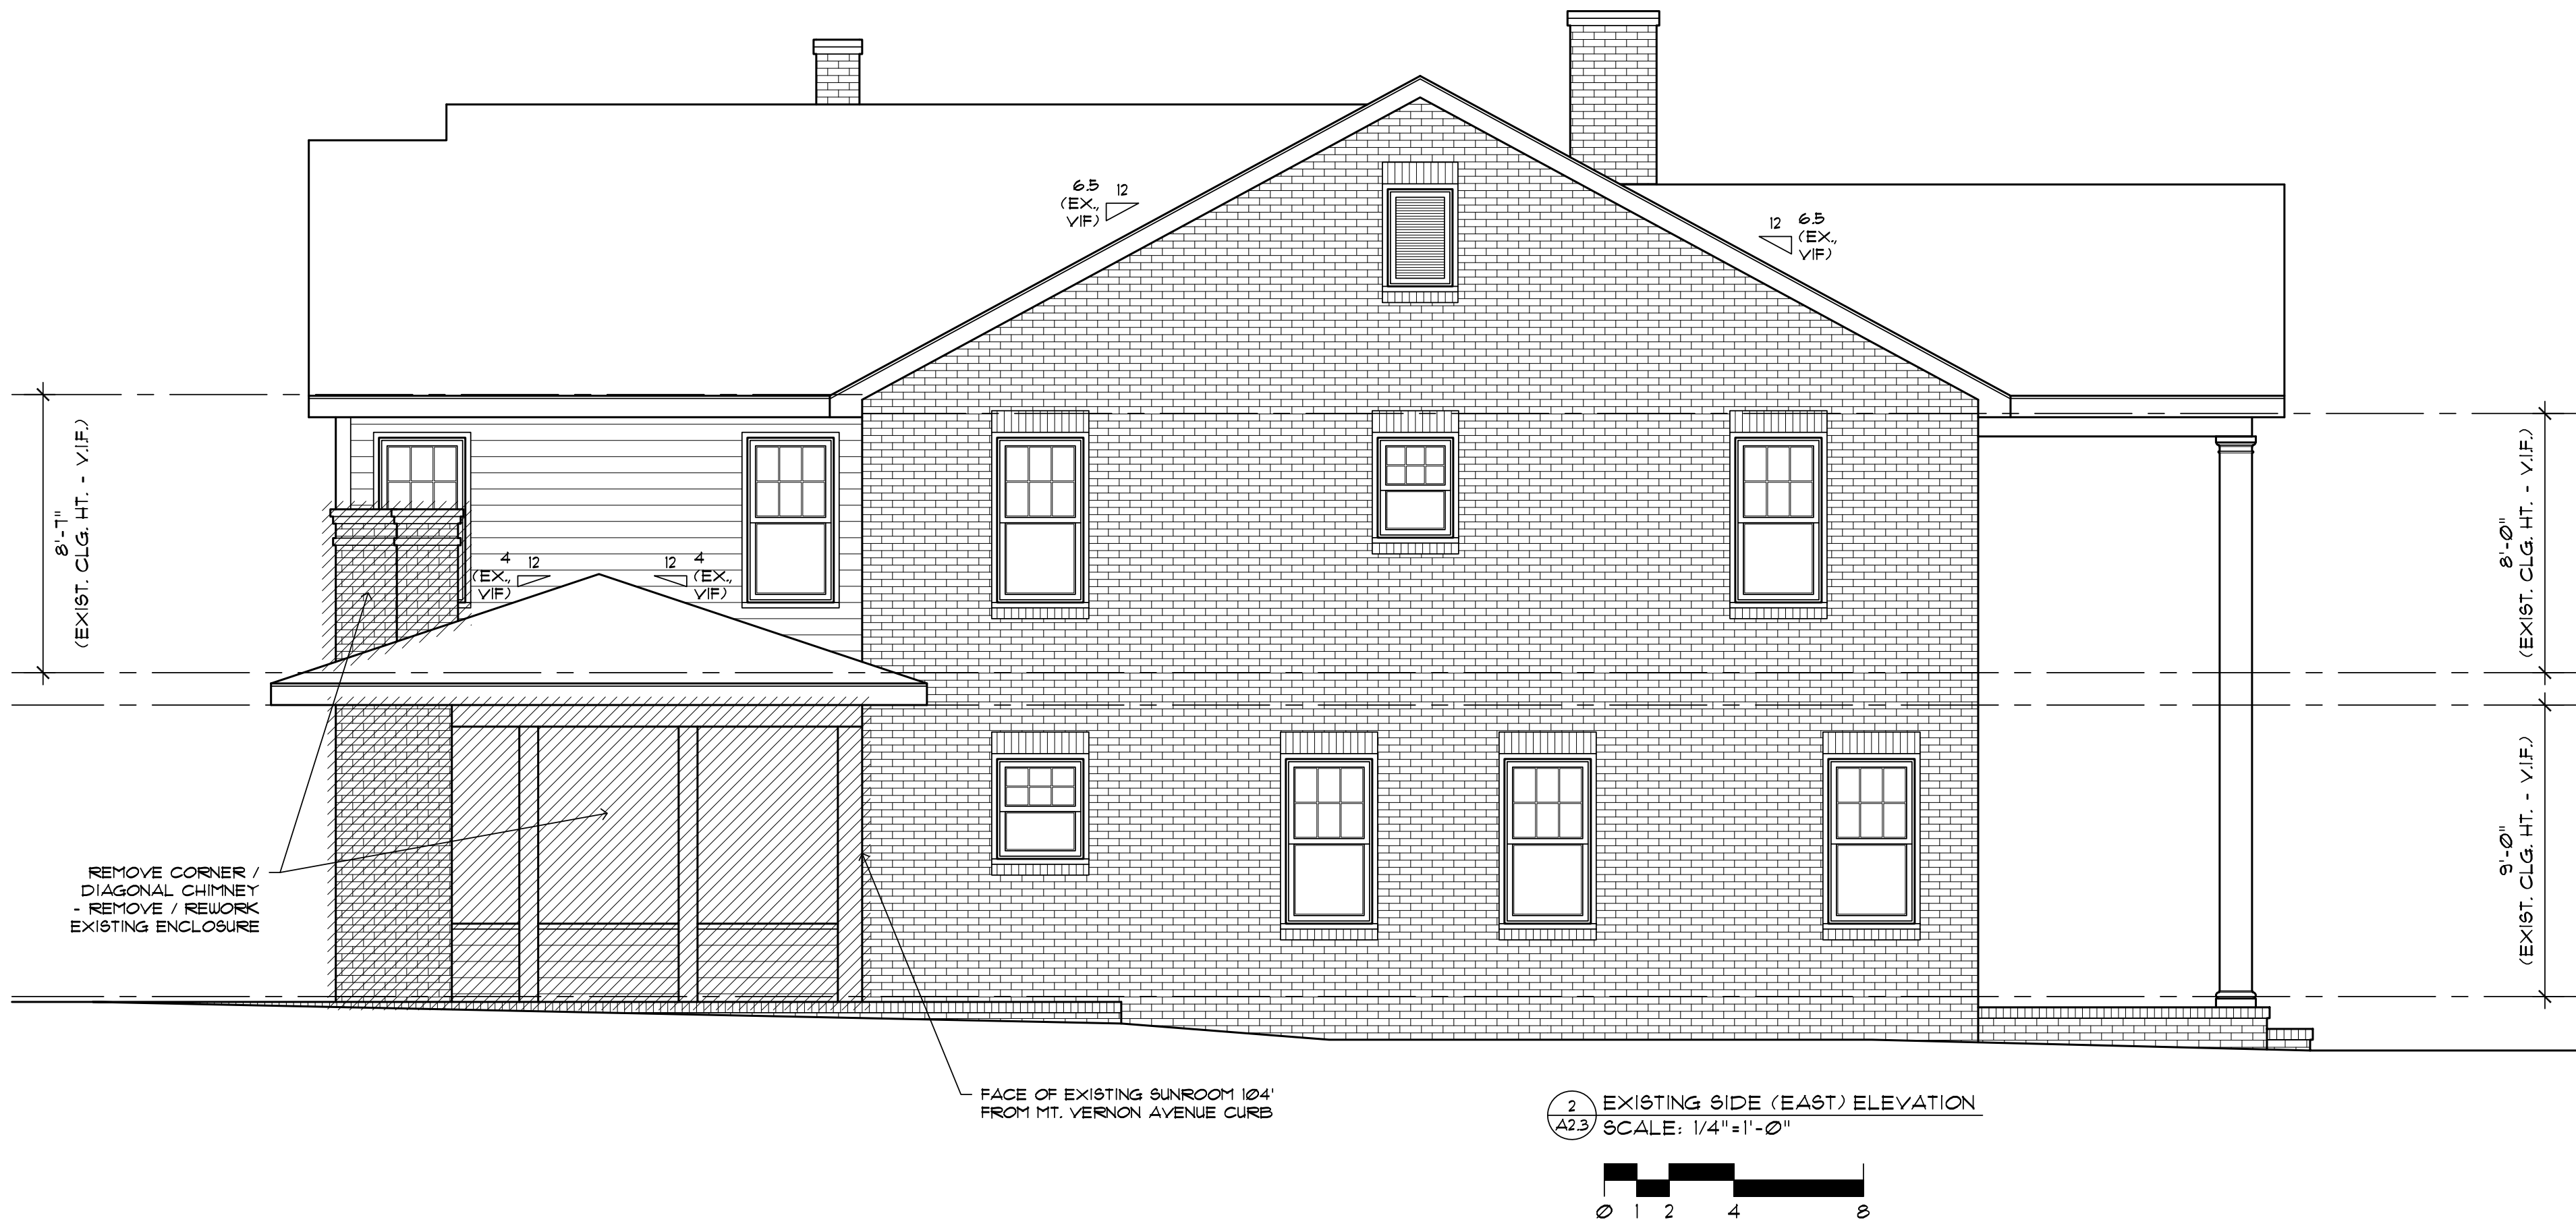 6.5
12
(EX.,
VIF)
12
6.5
(EX.,
VIF)
8'-7"
(EXIST. CLG. HT. - V.I.F.)
8'-0"
(EXIST. CLG. HT. - V.I.F.)
4
12
(EX.,
VIF)
12
4
(EX.,
VIF)
9'-0"
(EXIST. CLG. HT. - V.I.F.)
REMOVE CORNER /
DIAGONAL CHIMNEY
- REMOVE / REWORK
EXISTING ENCLOSURE
FACE OF EXISTING SUNROOM 104'
FROM MT. VERNON AVENUE CURB
2
A2.3
EXISTING SIDE (EAST) ELEVATION
SCALE: 1/4"=1'-0"
0 1 2 4 8